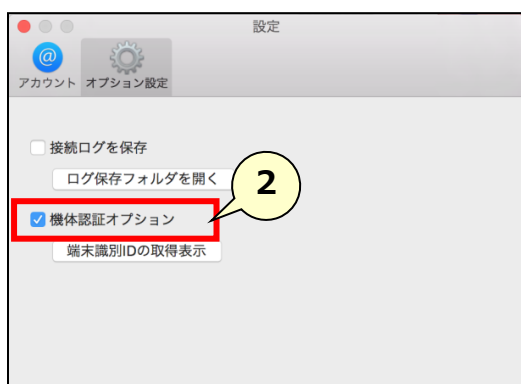 設定
@
アカウント オプション設定
接続ログを保存
ログ保存フォルダを開く
2
機体認証オプション
端末識別IDの取得表示